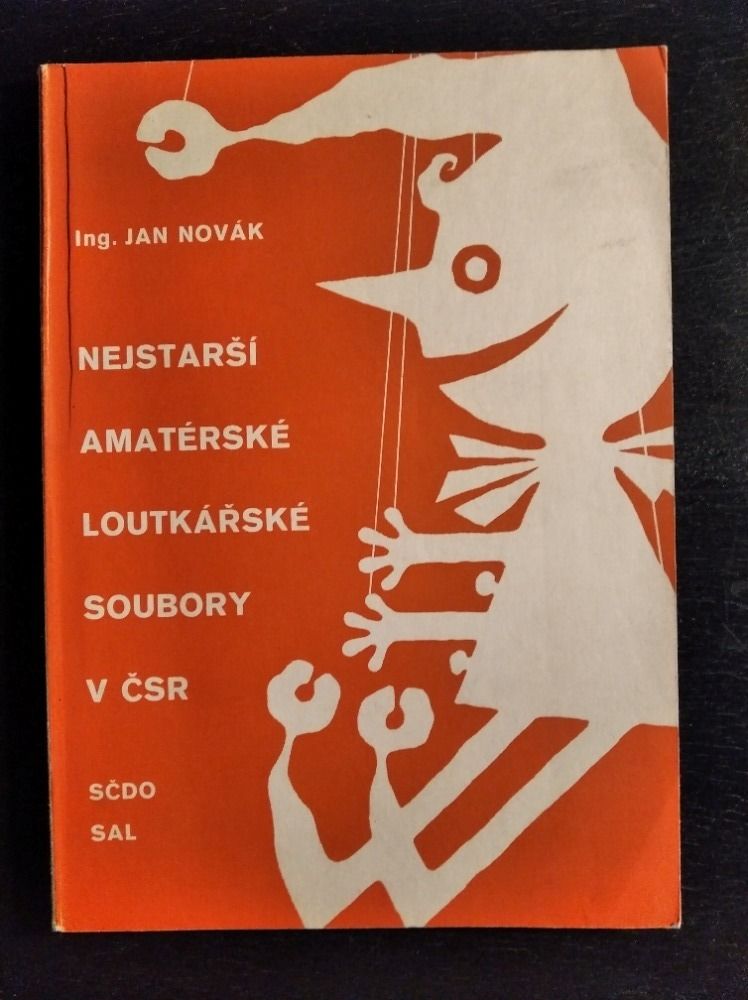 Ing. JAN NOVÁK
NEJSTARŠÍ
AMATÉRSKÉ
LOUTKÁŘSKÉ
SOUBORY
V ČSR
SČDO
SAL